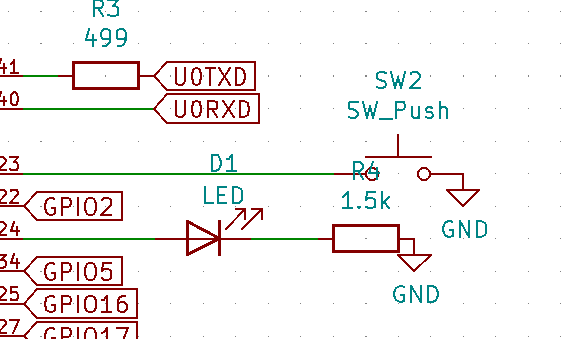 R3
499
41
U0TXD
40
U0RXD
SW2
SW_Push
23
D1
R4
LED
1.5k
22
GPIO2
GND
24
34
GPIO5
GND
25
GPIO16
27
GPIO17